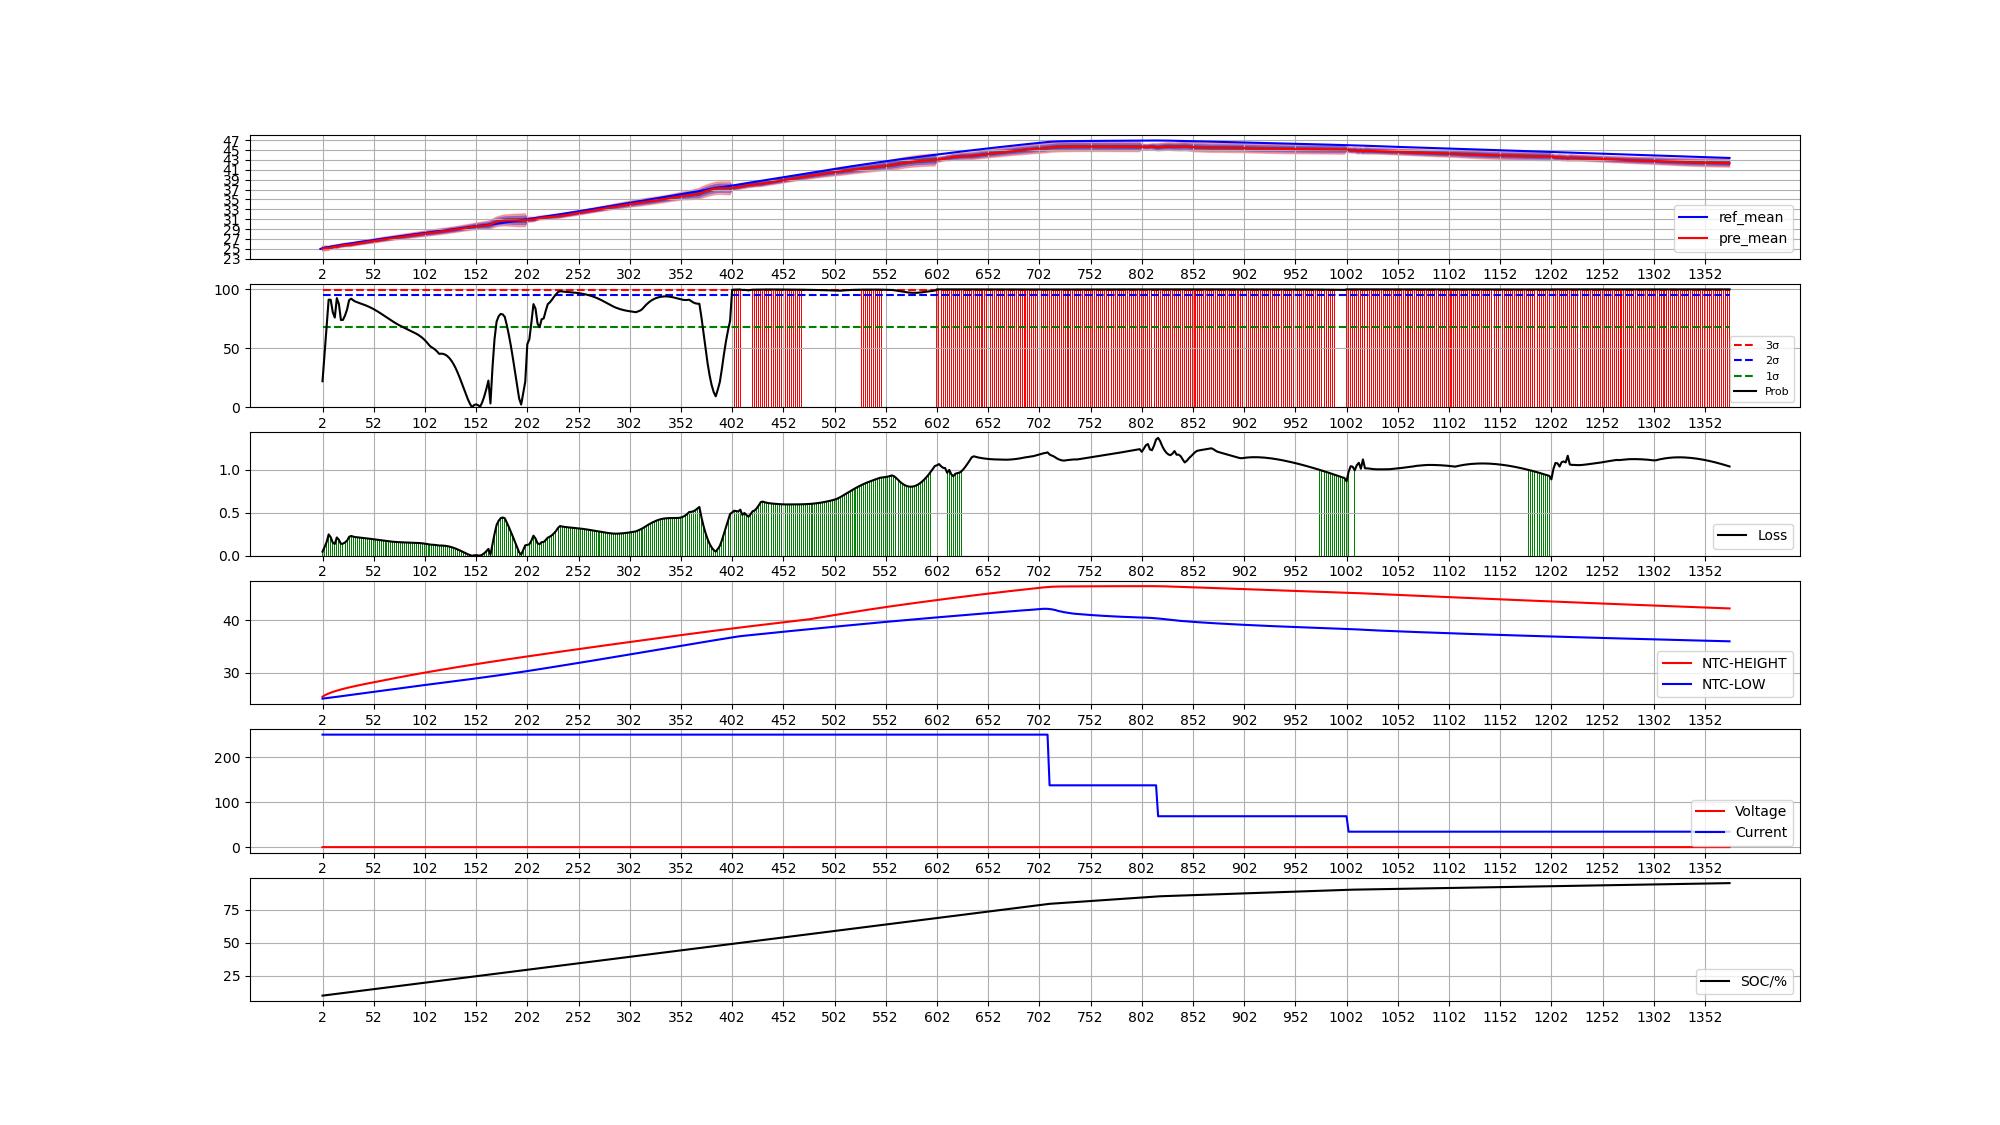 47
45
43
41
39
37
35
33
31
29
27
25
23
ref_mean
pre_mean
2 52 102 152 202 252 302 352 402 452 502 552 602 652 702 752 802 852 902 952 1002 1052 1102 1152 1202 1252 1302 1352
100
50
0
3σ
2σ
1σ
Prob
2 52 102 152 202 252 302 352 402 452 502 552 602 652 702 752 802 852 902 952 1002 1052 1102 1152 1202 1252 1302 1352
1.0
0.5
0.0
Loss
2 52 102 152 202 252 302 352 402 452 502 552 602 652 702 752 802 852 902 952 1002 1052 1102 1152 1202 1252 1302 1352
40
30
NTC-HEIGHT
NTC-LOW
2 52 102 152 202 252 302 352 402 452 502 552 602 652 702 752 802 852 902 952 1002 1052 1102 1152 1202 1252 1302 1352
200
100
0
Voltage
Current
2 52 102 152 202 252 302 352 402 452 502 552 602 652 702 752 802 852 902 952 1002 1052 1102 1152 1202 1252 1302 1352
75
50
25
SOC/%
2 52 102 152 202 252 302 352 402 452 502 552 602 652 702 752 802 852 902 952 1002 1052 1102 1152 1202 1252 1302 1352